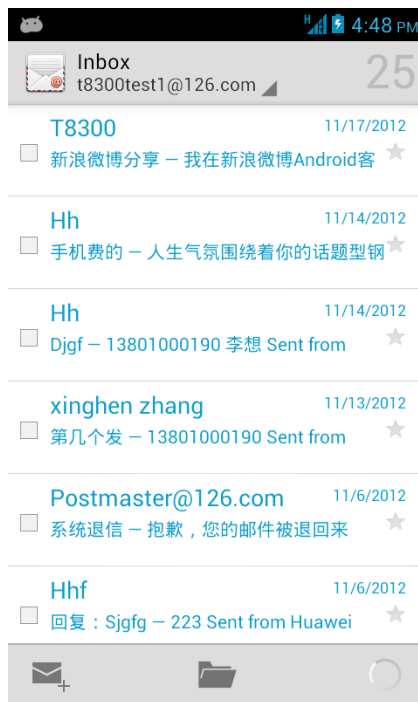 H 4:48 PM
Inbox
t8300test1@126.com
25
T8300 11/17/2012
新浪微博分享 – 我在新浪微博Android客
Hh 11/14/2012
手机费的 – 人生气氛围绕着你的话题型钢
Hh 11/14/2012
Djgf – 13801000190 李想 Sent from
xinghen zhang 11/13/2012
第几个发 – 13801000190 Sent from
Postmaster@126.com 11/6/2012
系统退信 – 抱歉，您的邮件被退回来
Hhf 11/6/2012
回复：Sjgfg – 223 Sent from Huawei